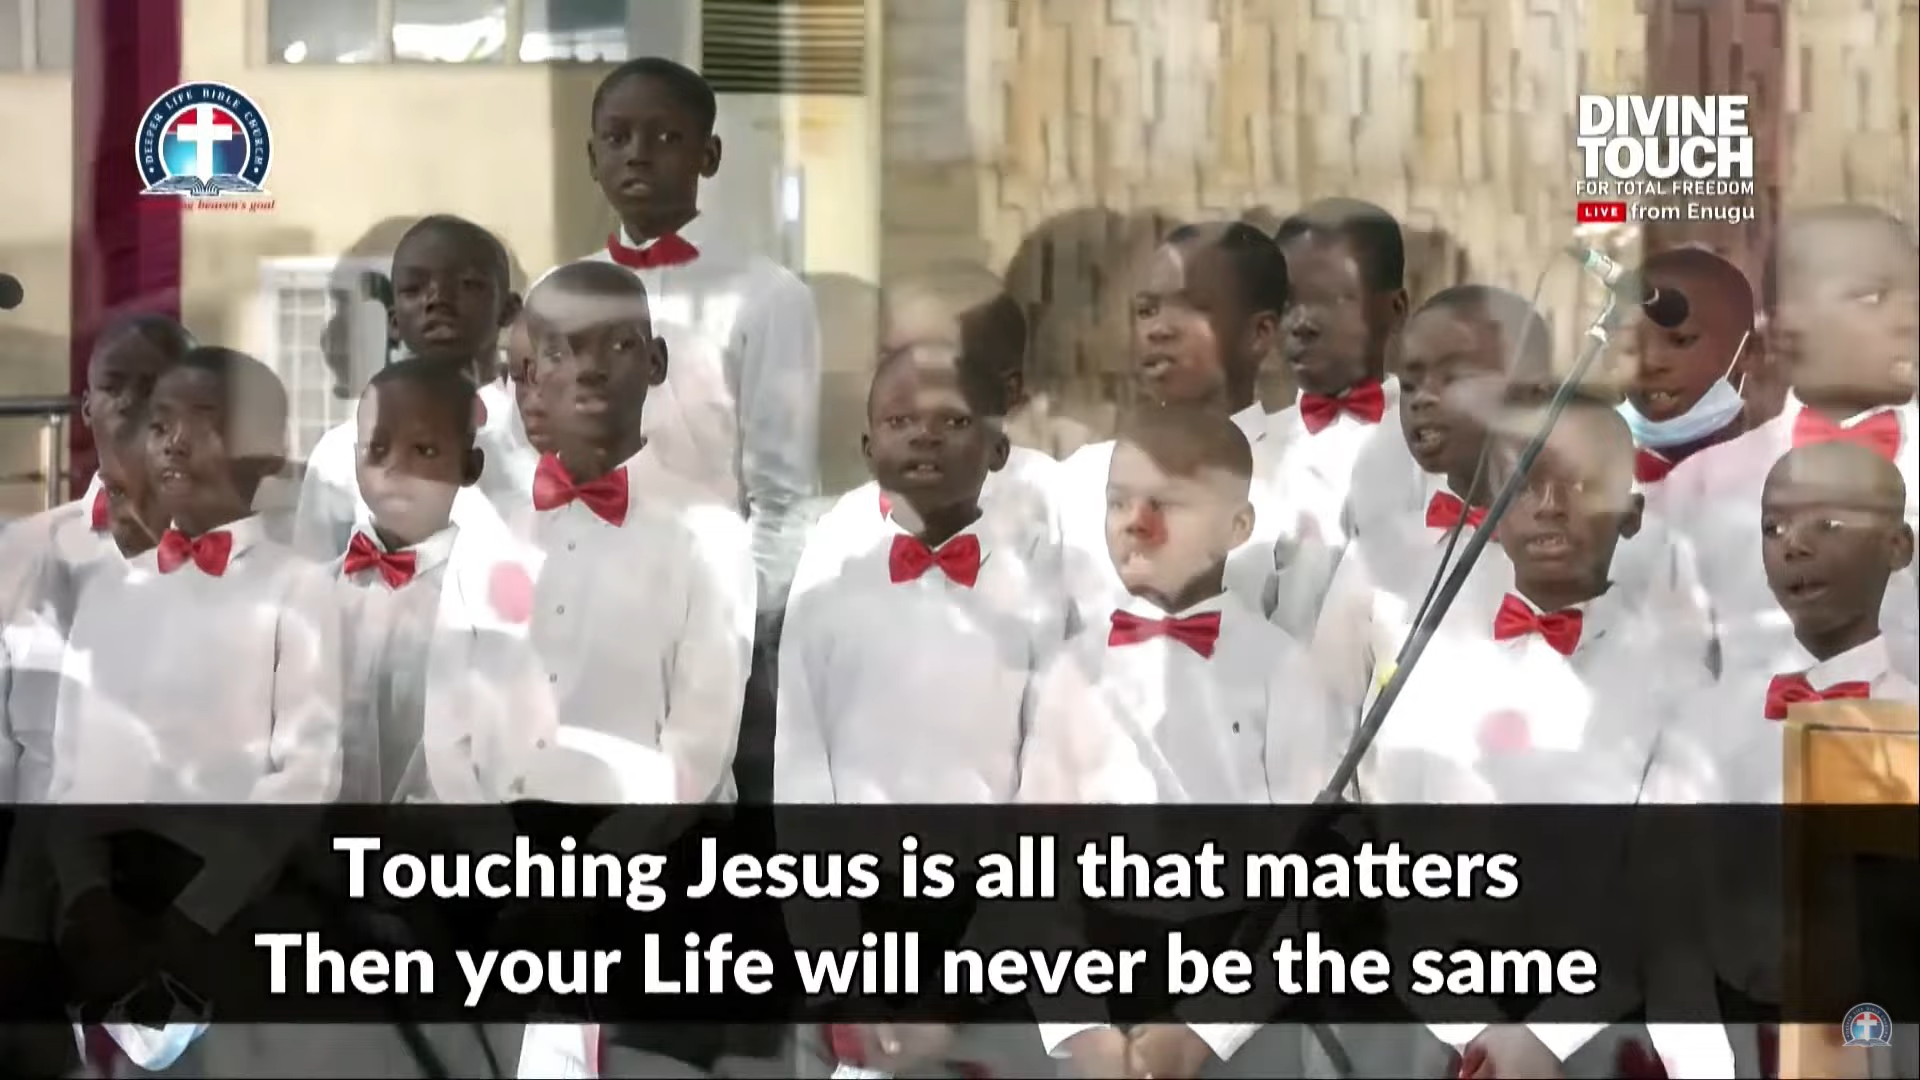 DEEPER LIFE BIBLE CHURCH
ng heaven's goal
DIVINE
TOUCH
FOR TOTAL FREEDOM
LIVE from Enugu
Touching Jesus is all that matters
Then your Life will never be the same